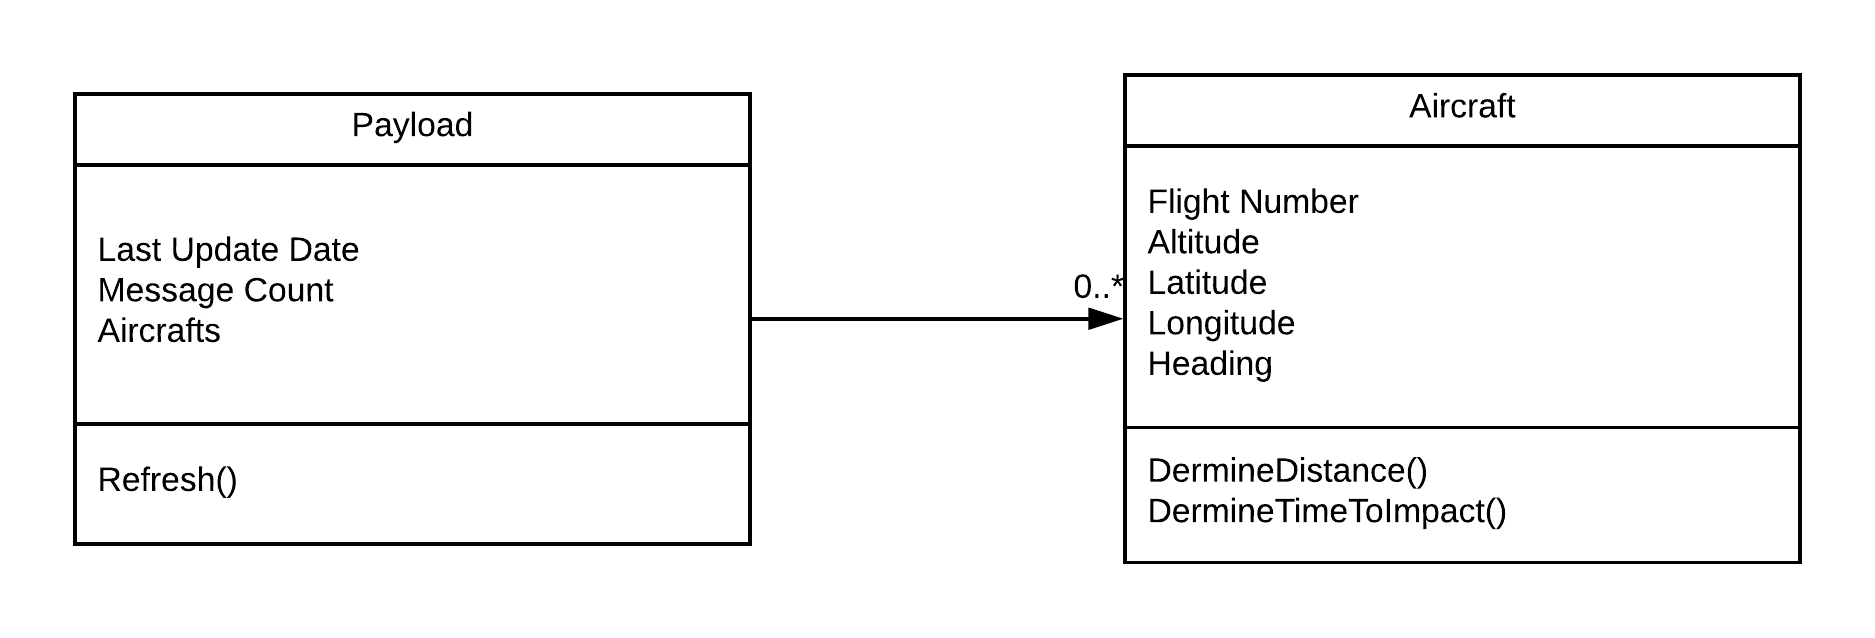 Payload
Last Update Date
Message Count
Aircrafts
Refresh()
0..*
Aircraft
Flight Number
Altitude
Latitude
Longitude
Heading
DermineDistance()
DermineTimeToImpact()